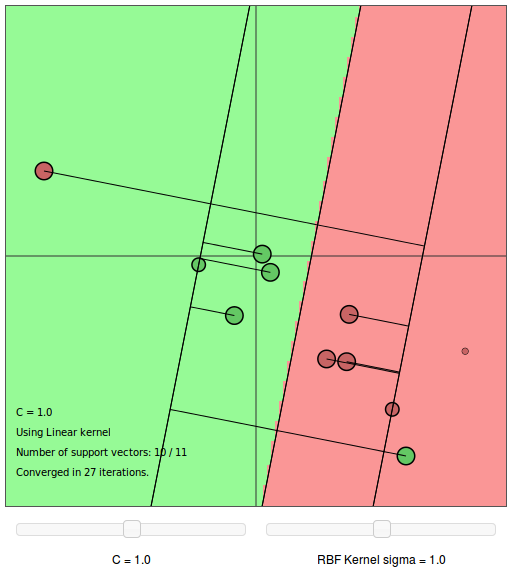 C = 1.0
Using Linear kernel
Number of support vectors: 10 / 11
Converged in 27 iterations.
C = 1.0
RBF Kernel sigma = 1.0